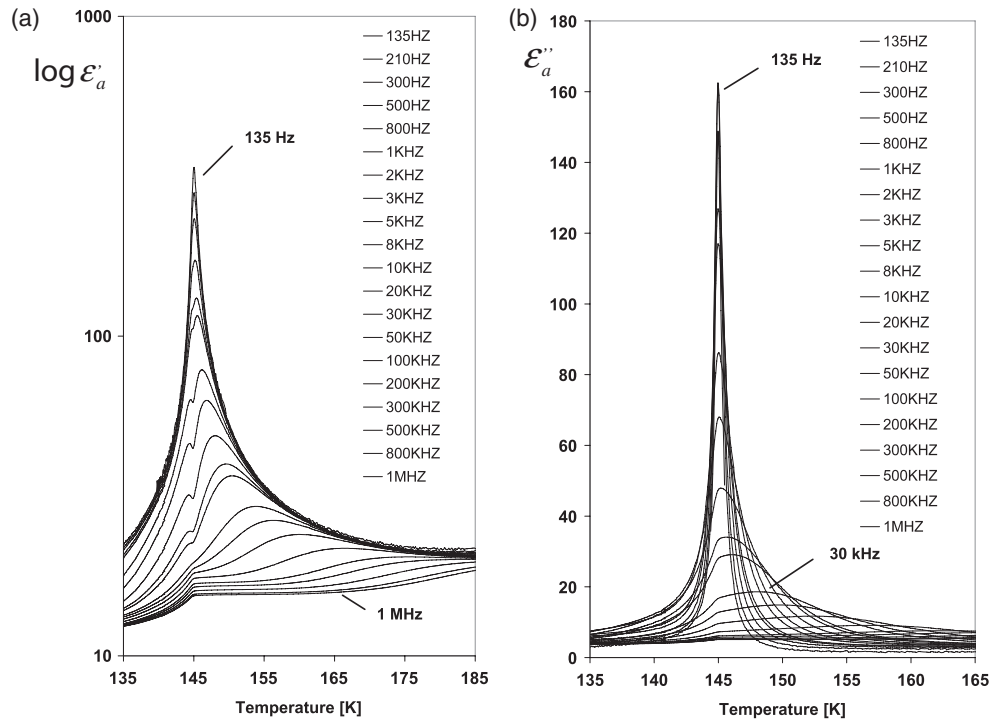 (a)
1000
log ε'a
100
10
135 Hz
1 MHz
135HZ
210HZ
300HZ
500HZ
800HZ
1KHZ
2KHZ
3KHZ
5KHZ
8KHZ
10KHZ
20KHZ
30KHZ
50KHZ
100KHZ
200KHZ
300KHZ
500KHZ
800KHZ
1MHZ
135 145 155 165 175 185
Temperature [K]
(b)
180
ε''a
160
140
120
100
80
60
40
20
0
135 Hz
30 kHz
135HZ
210HZ
300HZ
500HZ
800HZ
1KHZ
2KHZ
3KHZ
5KHZ
8KHZ
10KHZ
20KHZ
30KHZ
50KHZ
100KHZ
200KHZ
300KHZ
500KHZ
800KHZ
1MHZ
135 140 145 150 155 160 165
Temperature [K]